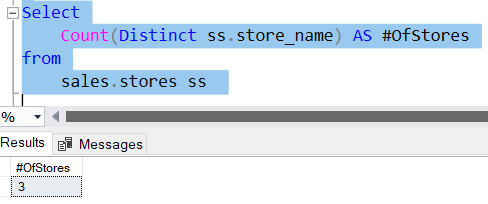 Select
Count(Distinct ss.store_name) AS #OfStores
from
sales.stores ss
%
Results Messages
#OfStores
3